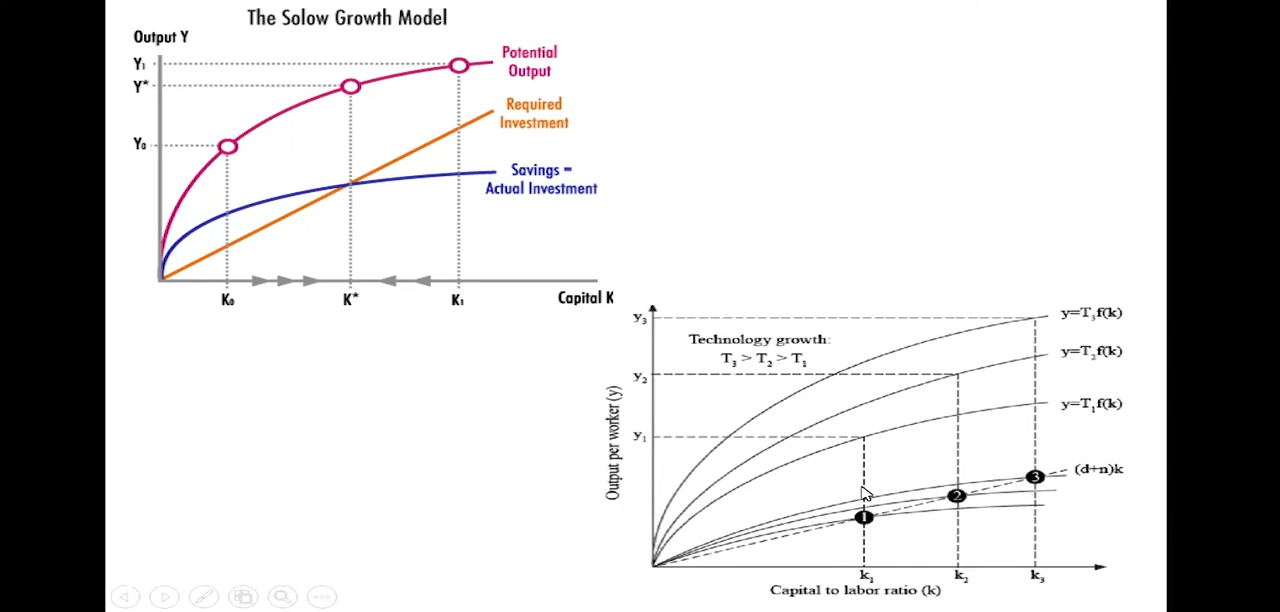 The Solow Growth Model
Output Y
Y₁
Y*
Y₀
Potential
Output
Required
Investment
Savings =
Actual Investment
K₀
K*
K₁
Capital K
y₃
y₂
y₁
Technology growth:
T₃ > T₂ > T₁
y=T₃f(k)
y=T₂f(k)
y=T₁f(k)
(d+n)k
Output per worker (y)
1
2
3
k₁
k₂
k₃
Capital to labor ratio (k)